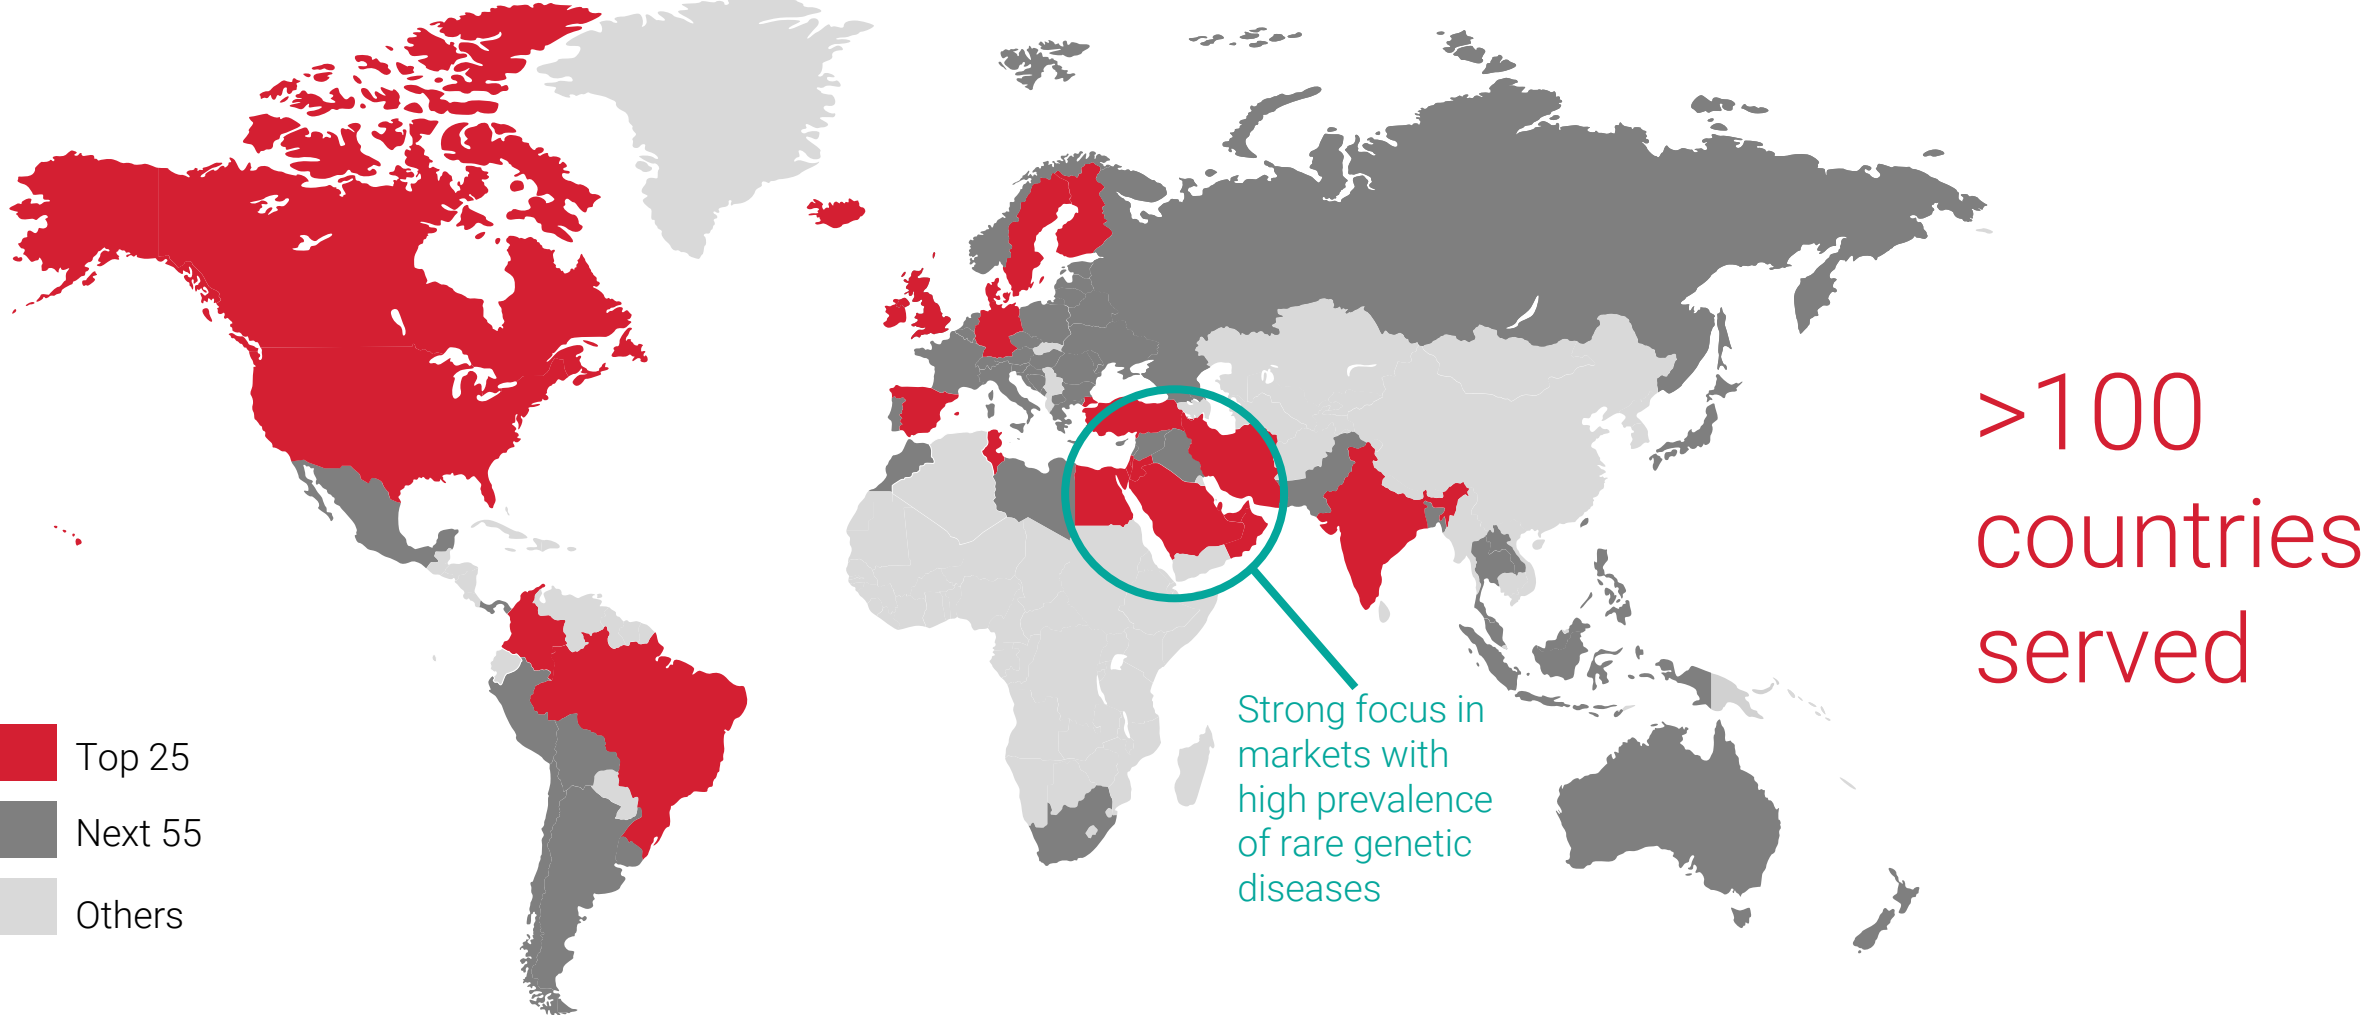 >100
countries
served
Strong focus in
markets with
high prevalence
of rare genetic
diseases
Top 25
Next 55
Others